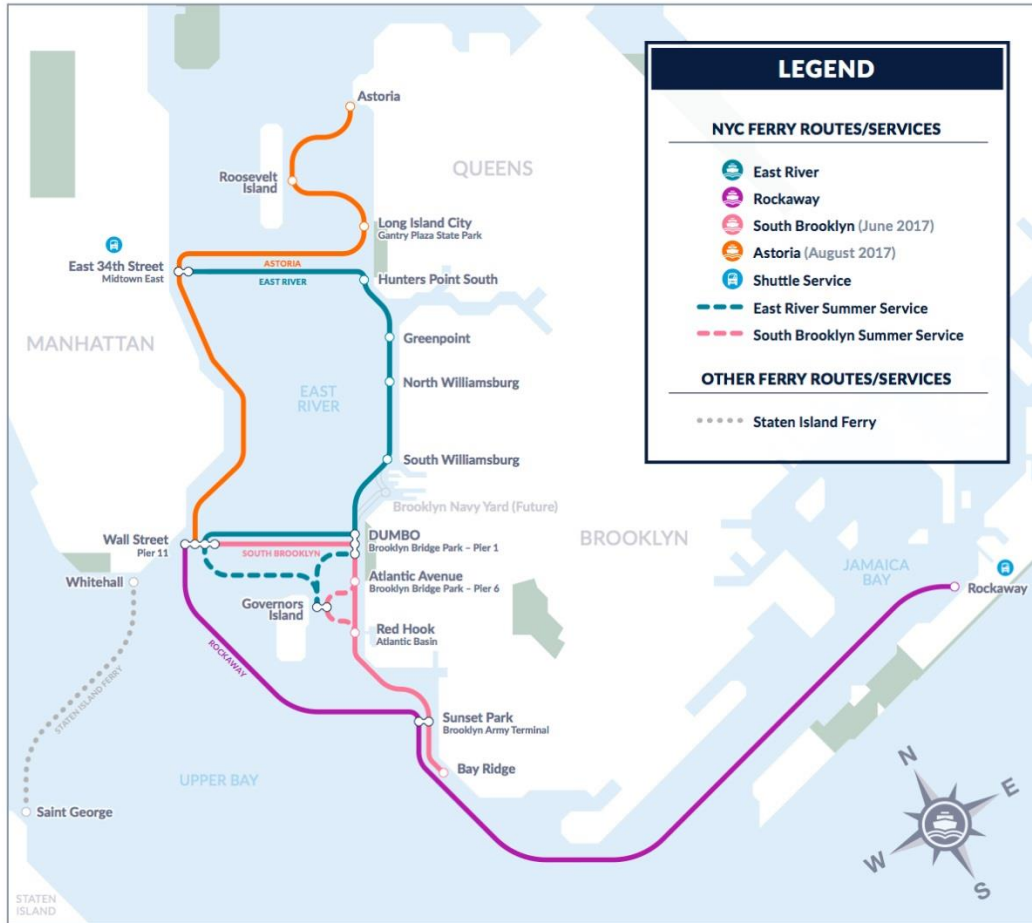 LEGEND
NYC FERRY ROUTES/SERVICES
East River
Rockaway
South Brooklyn (June 2017)
Astoria (August 2017)
Shuttle Service
East River Summer Service
South Brooklyn Summer Service
OTHER FERRY ROUTES/SERVICES
Staten Island Ferry
Astoria
QUEENS
Roosevelt
Island
Long Island City
Gantry Plaza State Park
East 34th Street
Midtown East
ASTORIA
EAST RIVER
Hunters Point South
MANHATTAN
Greenpoint
EAST
RIVER
North Williamsburg
South Williamsburg
Brooklyn Navy Yard (Future)
Wall Street
Pier 11
SOUTH BROOKLYN
DUMBO
Brooklyn Bridge Park – Pier 1
BROOKLYN
JAMAICA
BAY
Whitehall
Atlantic Avenue
Brooklyn Bridge Park – Pier 6
Rockaway
Governors
Island
Red Hook
Atlantic Basin
ROCKAWAY
STATEN ISLAND FERRY
Sunset Park
Brooklyn Army Terminal
UPPER BAY
Bay Ridge
Saint George
STATEN
ISLAND
N
E
W
S